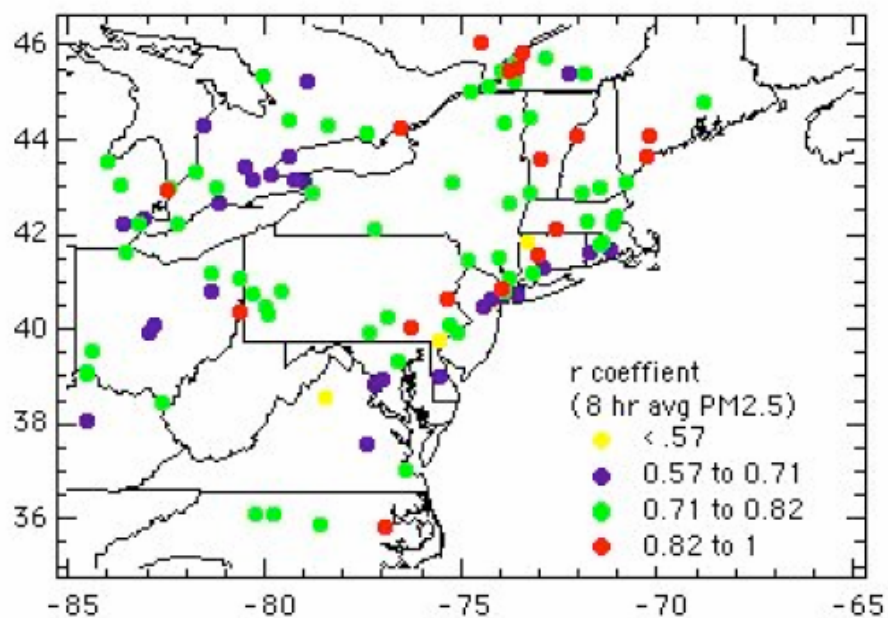 46
44
42
40
38
36
-85
-80
-75
-70
-65
r coeffient
(8 hr avg PM2.5)
< .57
0.57 to 0.71
0.71 to 0.82
0.82 to 1